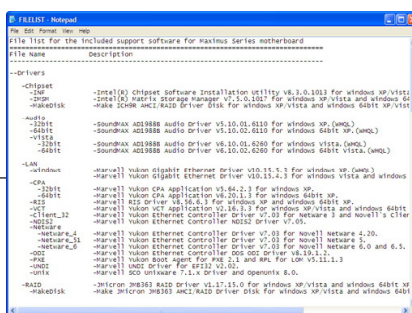 FILELIST - Notepad
File Edit Format View Help
File list for the included support software for Maximus Series motherboard
File Name Description
--Drivers
-Chipset
-INF -Intel(R) Chipset Software Installation Utility V8.3.0.1013 for windows XP/vista
-IMSM -Intel(R) Matrix Storage Manager V7.5.0.1017 for windows XP/vista and windows 64
-MakeDisk -Make ICH9R AHCI/RAID Driver Disk for windows XP/vista and windows 64bit XP/Vist
-Audio
-32bit -SoundMAX AD1988B Audio Driver V5.10.01.6110 for windows XP.(WHQL)
-64bit -SoundMAX AD1988B Audio Driver V5.10.02.6110 for windows 64bit XP.(WHQL)
-Vista
-32bit -SoundMAX AD1988B Audio Driver V6.10.01.6260 for windows vista.(WHQL)
-64bit -SoundMAX AD1988B Audio Driver V6.10.02.6260 for windows 64bit vista.(WHQL)
-LAN
-windows -Marvell Yukon Gigabit Ethernet Driver V10.15.5.3 for windows XP.(WHQL)
-Marvell Yukon Gigabit Ethernet Driver V10.15.4.3 for windows Vista and windows
-CPA
-32bit -Marvell Yukon CPA Application V5.64.2.3 for windows XP.
-64bit -Marvell Yukon CPA Application V6.20.1.3 for windows 64bit XP.
-RIS -Marvell RIS Driver V8.56.6.3 for windows XP and windows 64bit XP.
-VCT -Marvell Yukon VCT Application V2.16.3.3 for windows XP/vista and windows 64bit
-Client_32 -Marvell Yukon Ethernet Controller Driver V7.03 for Netware 3 and Novell's Clien
-NDIS2 -Marvell Yukon Ethernet Controller NDIS2 Driver V7.05.
-Netware
-Netware_4 -Marvell Yukon Ethernet Controller Driver V7.03 for Novell Netware 4.20.
-Netware_51 -Marvell Yukon Ethernet Controller Driver V7.03 for Novell Netware 5.
-Netware_6 -Marvell Yukon Ethernet Controller Driver V7.03 for Novell Netware 6.0 and 6.5.
-ODI -Marvell Yukon Ethernet Controller DOS ODI Driver V8.19.1.2.
-PXE -Marvell Yukon Boot Agent for PXE 2.1 and RPL for LOM V5.11.1.3
-UNDI -Marvell UNDI Driver for EFI32 V2.02.
-Unix -Marvell SCO Unixware 7.1.x Driver and Openunix 8.0.
-RAID -JMicron JMB363 RAID Driver V1.17.15.0 for windows XP/vista and windows 64bit XP
-MakeDisk -Make JMicron JMB363 AHCI/RAID Driver Disk for windows XP/vista and windows 64bi